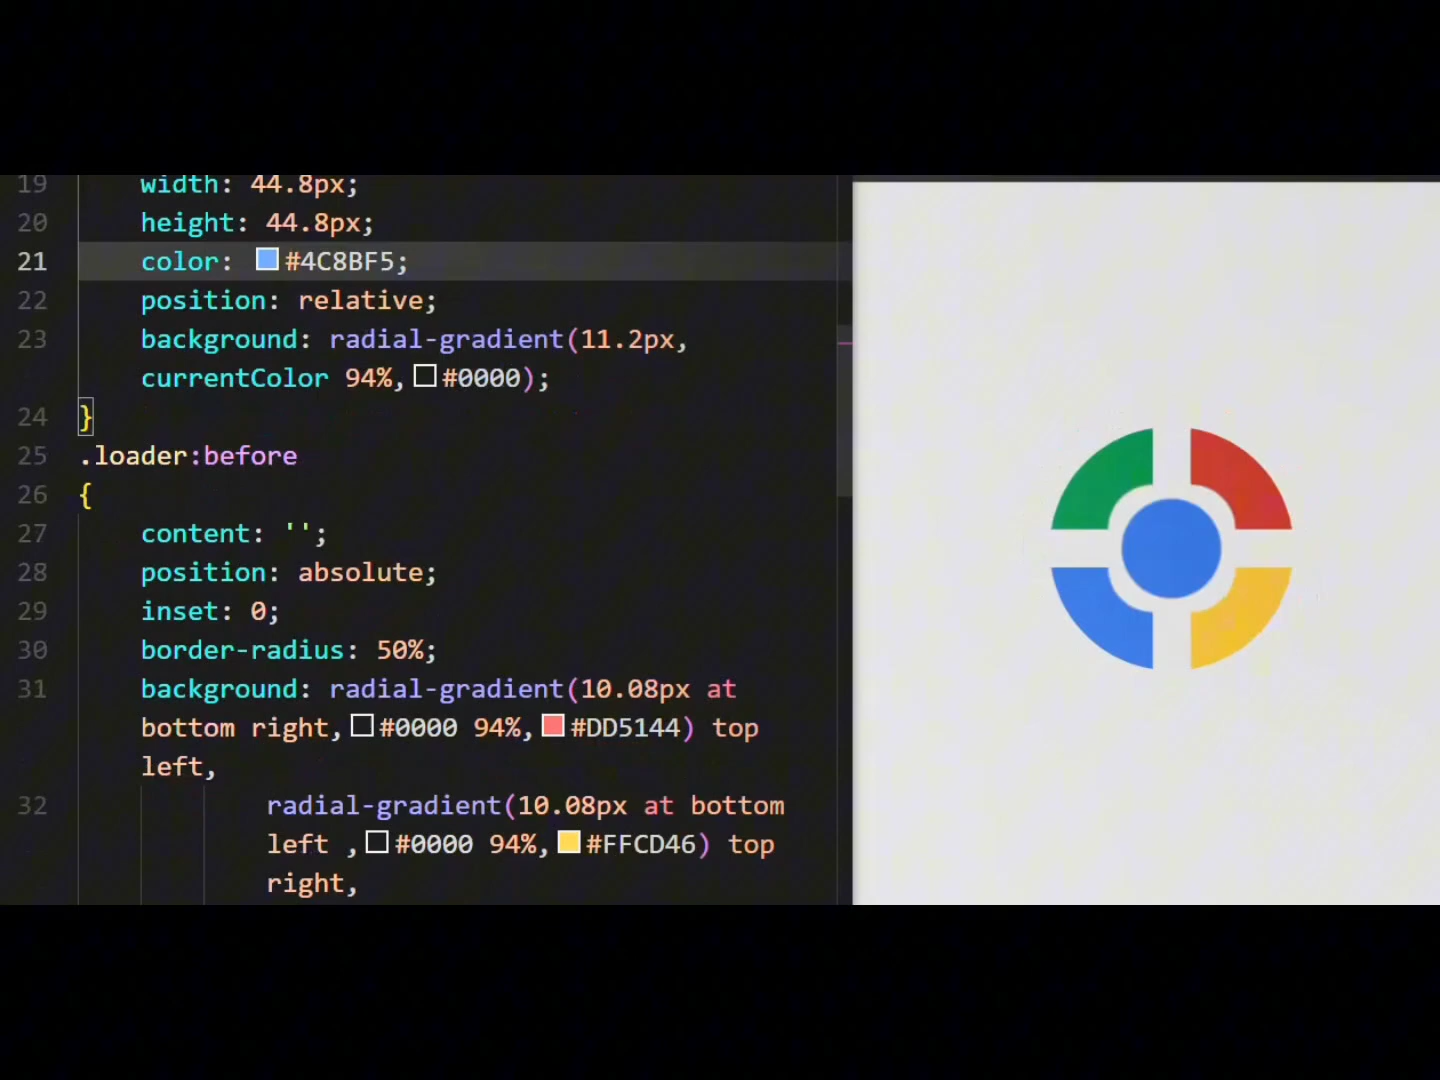 19 width: 44.8px;
20 height: 44.8px;
21 color: #4C8BF5;
22 position: relative;
23 background: radial-gradient(11.2px,
currentColor 94%,#0000);
24 }
25 .loader:before
26 {
27 content: '';
28 position: absolute;
29 inset: 0;
30 border-radius: 50%;
31 background: radial-gradient(10.08px at
bottom right,#0000 94%,#DD5144) top
left,
32 radial-gradient(10.08px at bottom
left ,#0000 94%,#FFCD46) top
right,